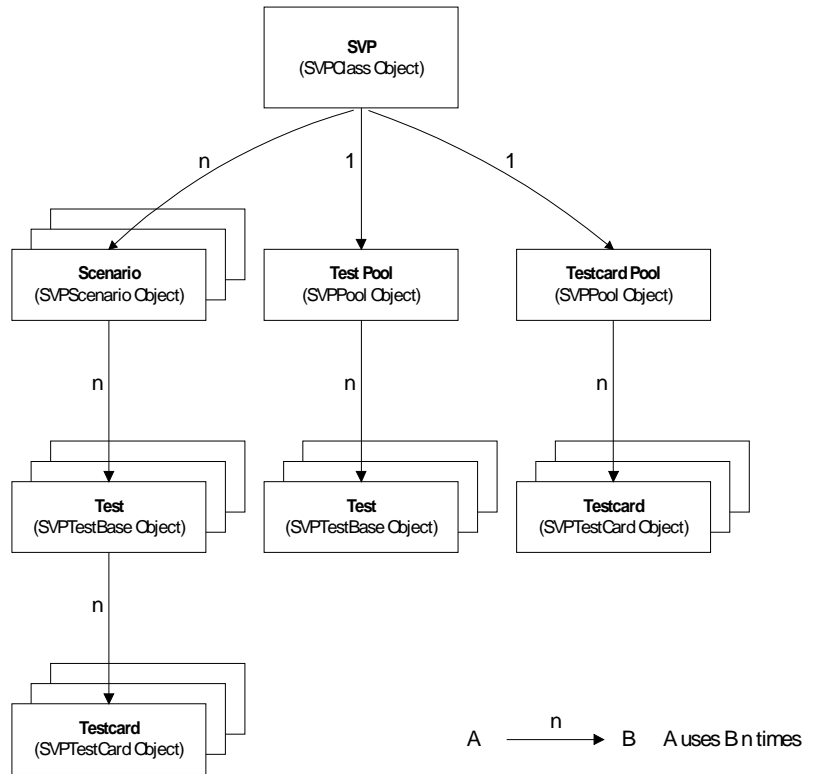 SVP
(SVPClass Object)
n
1
1
Scenario
(SVPScenario Object)
Test Pool
(SVPPool Object)
Testcard Pool
(SVPPool Object)
n
n
n
Test
(SVPTestBase Object)
Test
(SVPTestBase Object)
Testcard
(SVPTestCard Object)
n
Testcard
(SVPTestCard Object)
A n B A uses B n times